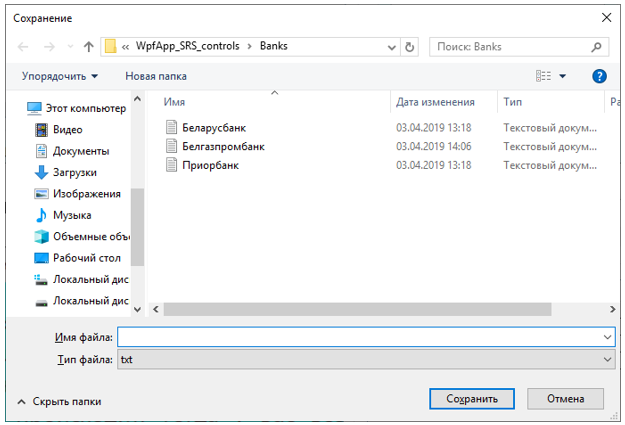 Сохранение
« WpfApp_SRS_controls > Banks
Поиск: Banks
Упорядочить
Новая папка
Имя
Дата изменения
Тип
Ра
Этот компьютер
Видео
Документы
Загрузки
Изображения
Музыка
Объемные объе
Рабочий стол
Локальный дис
Локальный дис
Беларусбанк 03.04.2019 13:18 Текстовый докум...
Белгазпромбанк 03.04.2019 14:06 Текстовый докум...
Приорбанк 03.04.2019 13:18 Текстовый докум...
Имя файла:
Тип файла: txt
Скрыть папки
Сохранить
Отмена